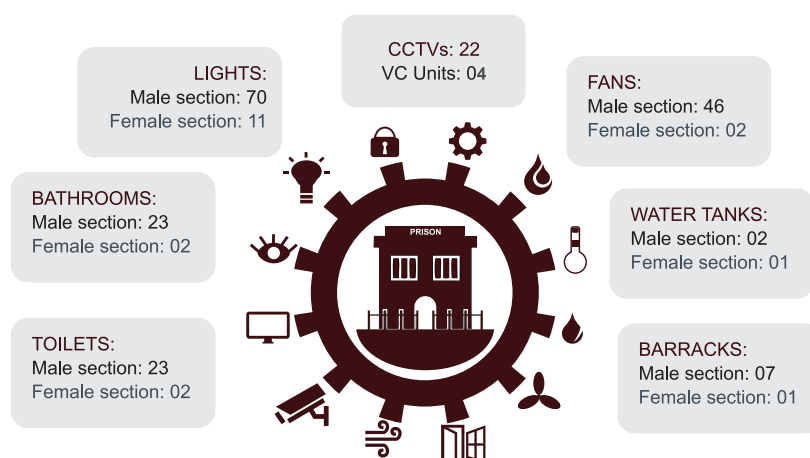 CCTVs: 22
VC Units: 04
LIGHTS:
Male section: 70
Female section: 11
FANS:
Male section: 46
Female section: 02
BATHROOMS:
Male section: 23
Female section: 02
WATER TANKS:
Male section: 02
Female section: 01
PRISON
TOILETS:
Male section: 23
Female section: 02
BARRACKS:
Male section: 07
Female section: 01